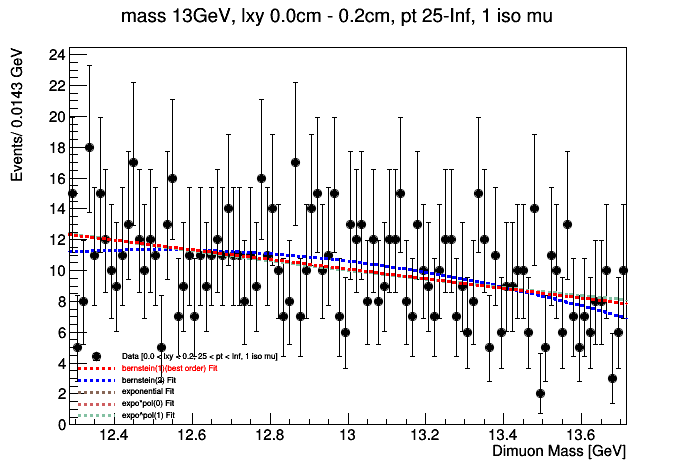 mass 13GeV, lxy 0.0cm - 0.2cm, pt 25-Inf, 1 iso mu
Events/ 0.0143 GeV
24
22
20
18
16
14
12
10
8
6
4
2
0
Data [0.0 < lxy < 0.2, 25 < pt < Inf, 1 iso mu]
bernstein(1)(best order) Fit
bernstein(2) Fit
exponential Fit
expo*pol(0) Fit
expo*pol(1) Fit
12.4 12.6 12.8 13 13.2 13.4 13.6
Dimuon Mass [GeV]